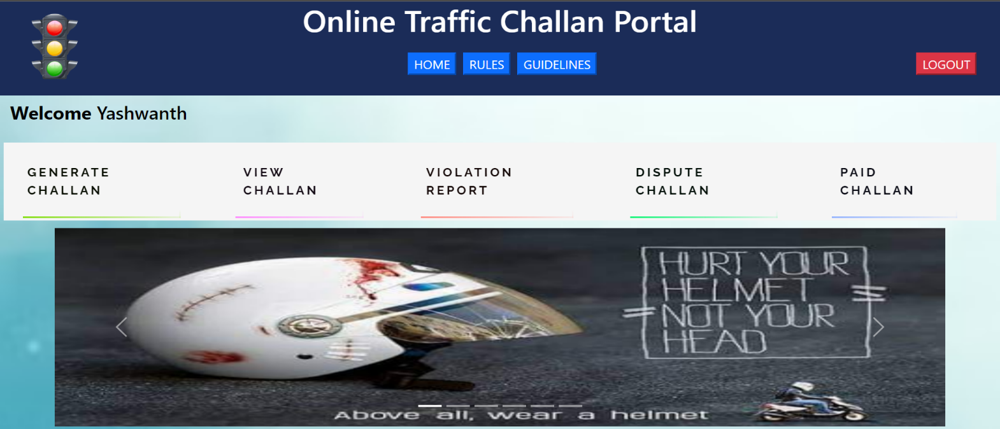 Online Traffic Challan Portal
HOME RULES GUIDELINES LOGOUT
Welcome Yashwanth
GENERATE
CHALLAN
VIEW
CHALLAN
VIOLATION
REPORT
DISPUTE
CHALLAN
PAID
CHALLAN
HURT YOUR
HELMET
NOT YOUR
HEAD
Above all, wear a helmet